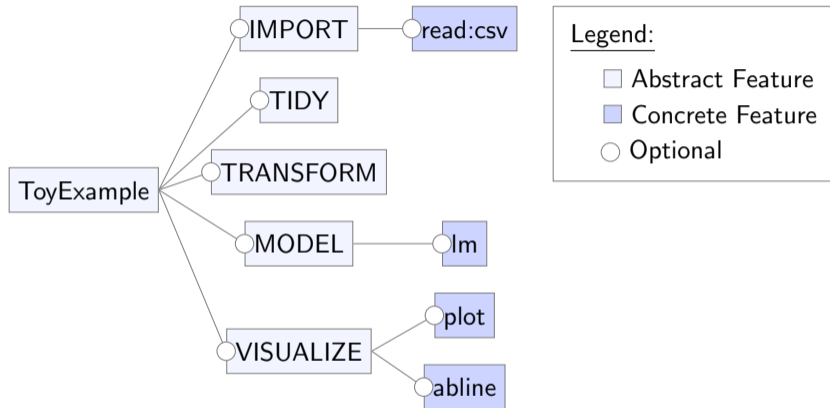 IMPORT
read:csv
TIDY
ToyExample
TRANSFORM
MODEL
lm
VISUALIZE
plot
abline
Legend:
Abstract Feature
Concrete Feature
Optional